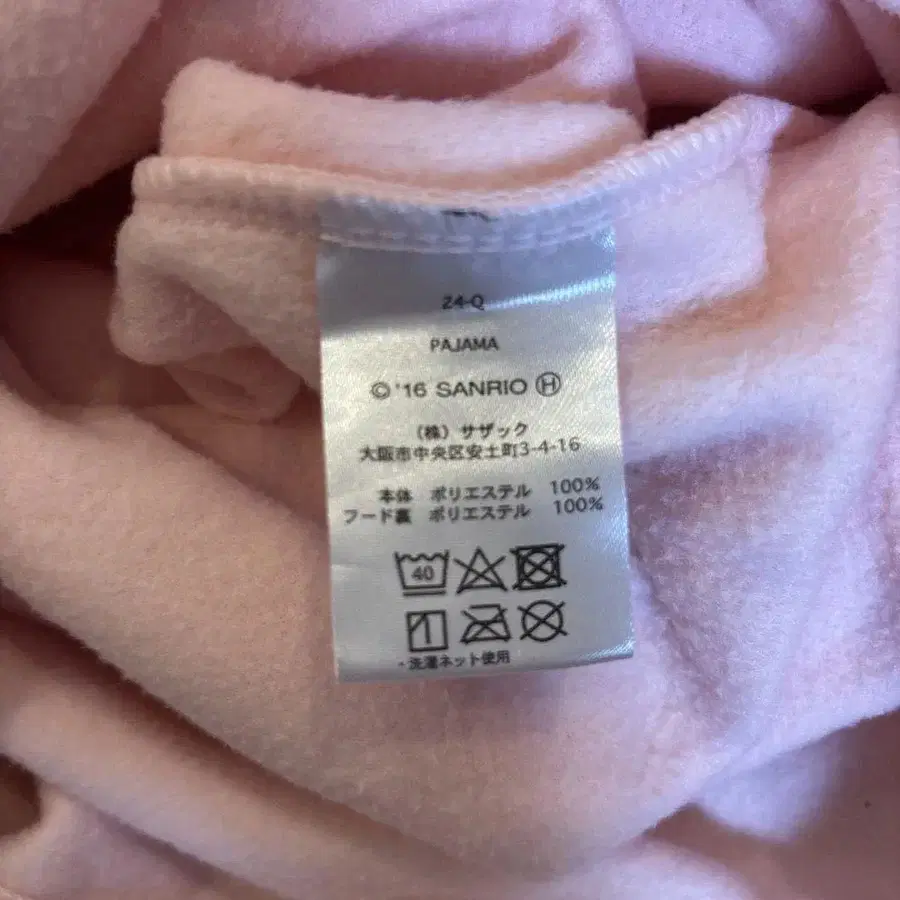 24-Q
PAJAMA
© '16 SANRIO Ⓗ
(株) サザック
大阪市中央区安土町3-4-16
本体 ポリエステル 100%
フード裏 ポリエステル 100%
40
・洗濯ネット使用